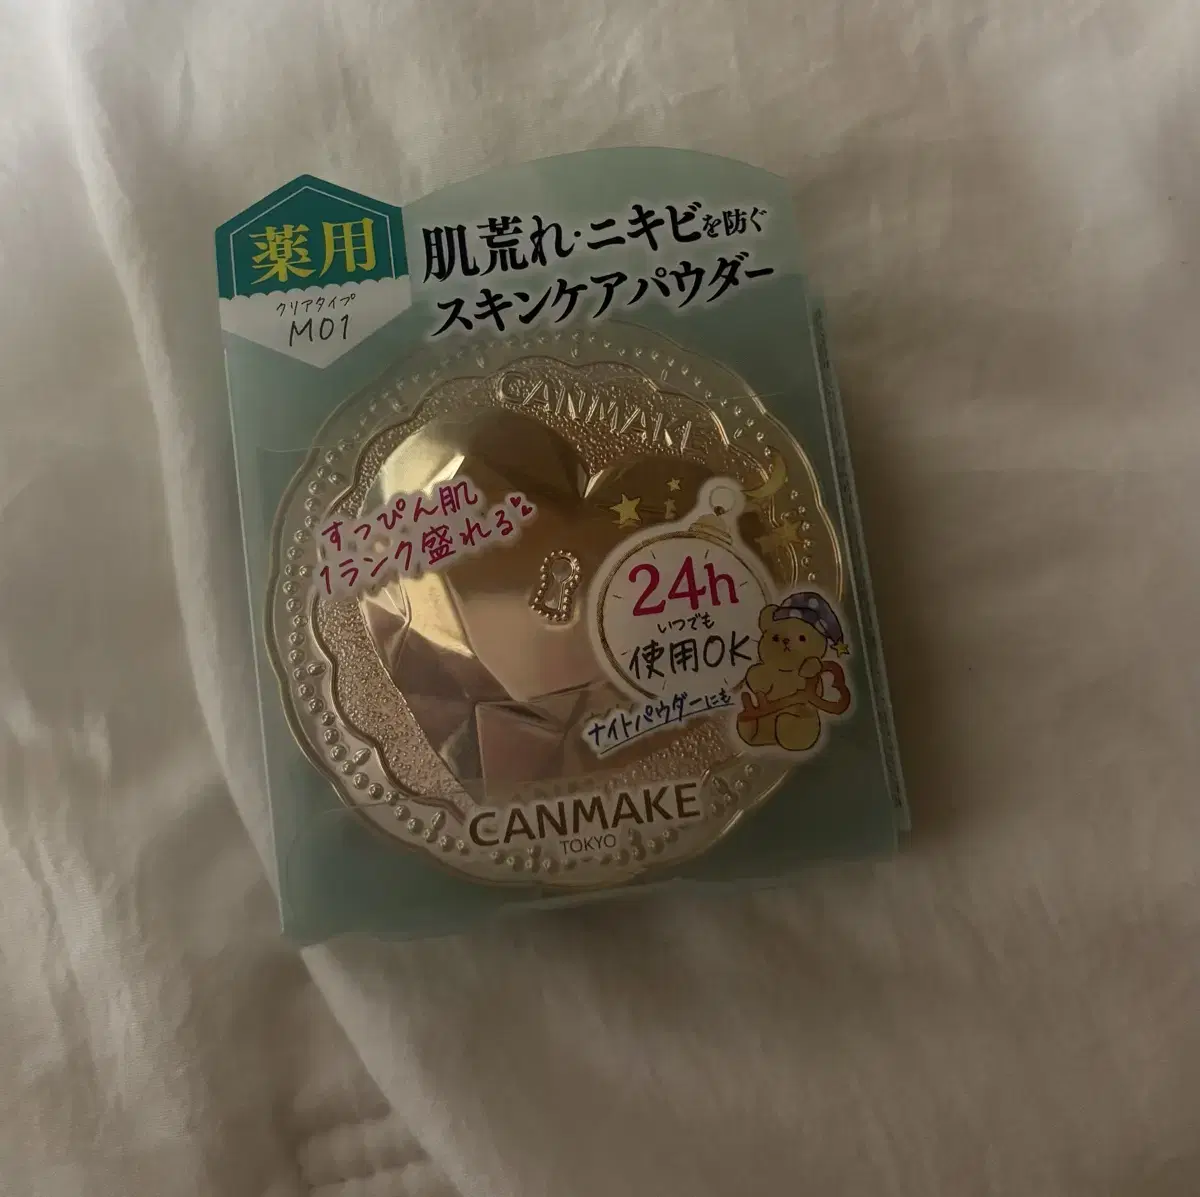 薬用
クリアタイプ
M01
肌荒れ・ニキビを防ぐ
スキンケアパウダー
CANMAKE
すっぴん肌
1ランク盛れる
24h
いつでも
使用OK
ナイトパウダーにも
CANMAKE
TOKYO